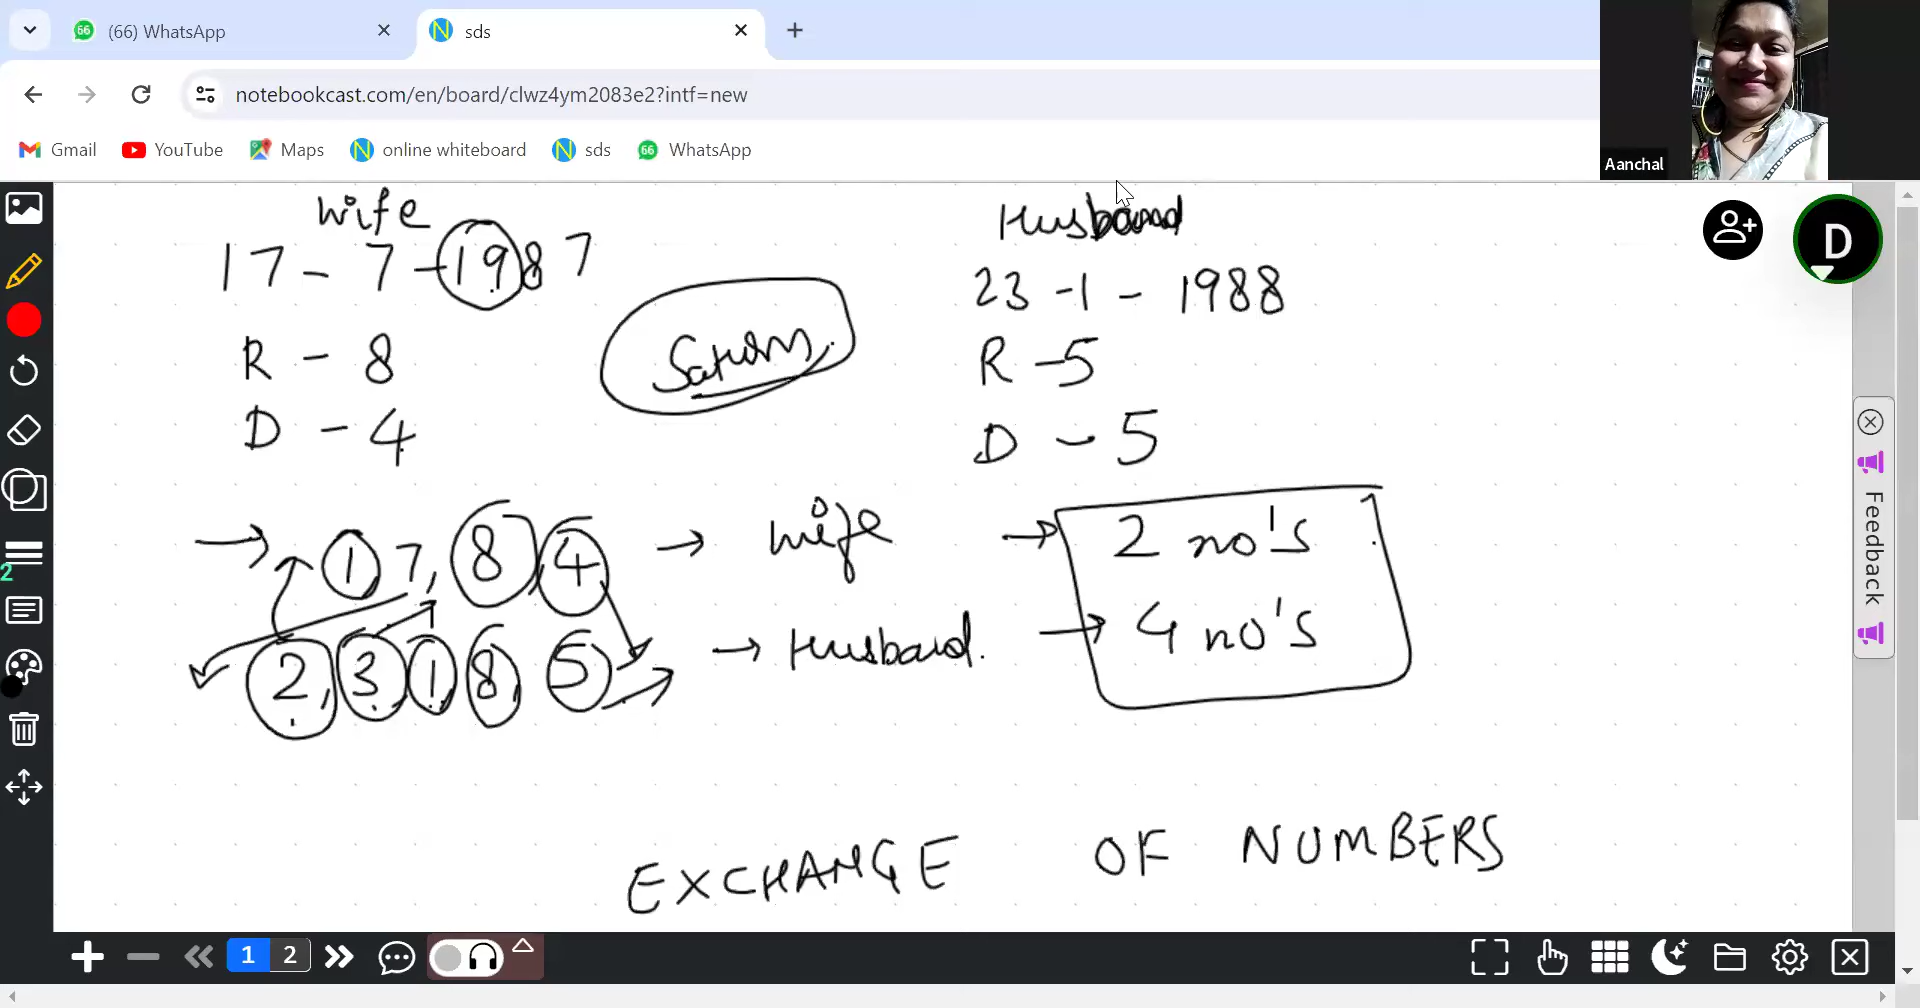 (66) WhatsApp
sds
notebookcast.com/en/board/clwz4ym2083e2?intf=new
Gmail YouTube Maps online whiteboard sds WhatsApp
Aanchal
Wife
Husband
17 - 7 - 1987
23 - 1 - 1988
Saturn
R - 8
R - 5
D - 4
D - 5
→ 1 7, 8, 4 → wife → 2 no's
2, 3 1 8, 5 → Husband. → 4 no's
EXCHANGE OF NUMBERS
D
Feedback
2
1 2